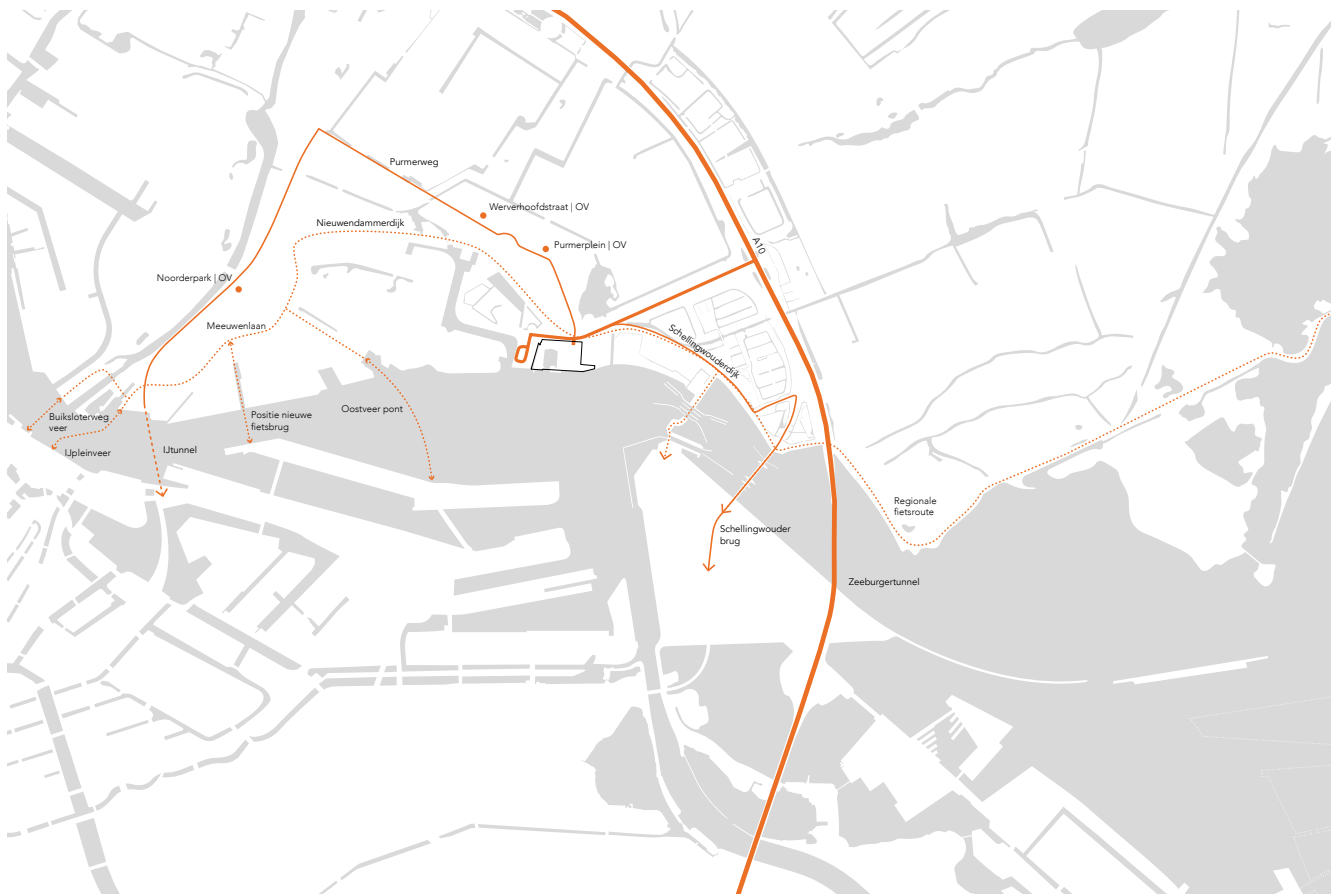 Purmerweg
Werverhoofdstraat | OV
Nieuwendammerdijk
Purmerplein | OV
A10
Noorderpark | OV
Meeuwenlaan
Schellingwouderdijk
Oostveer pont
Buiksloterweg
veer
Positie nieuwe
fietsbrug
IJpleinveer
IJtunnel
Regionale
fietsroute
Schellingwouder
brug
Zeeburgertunnel